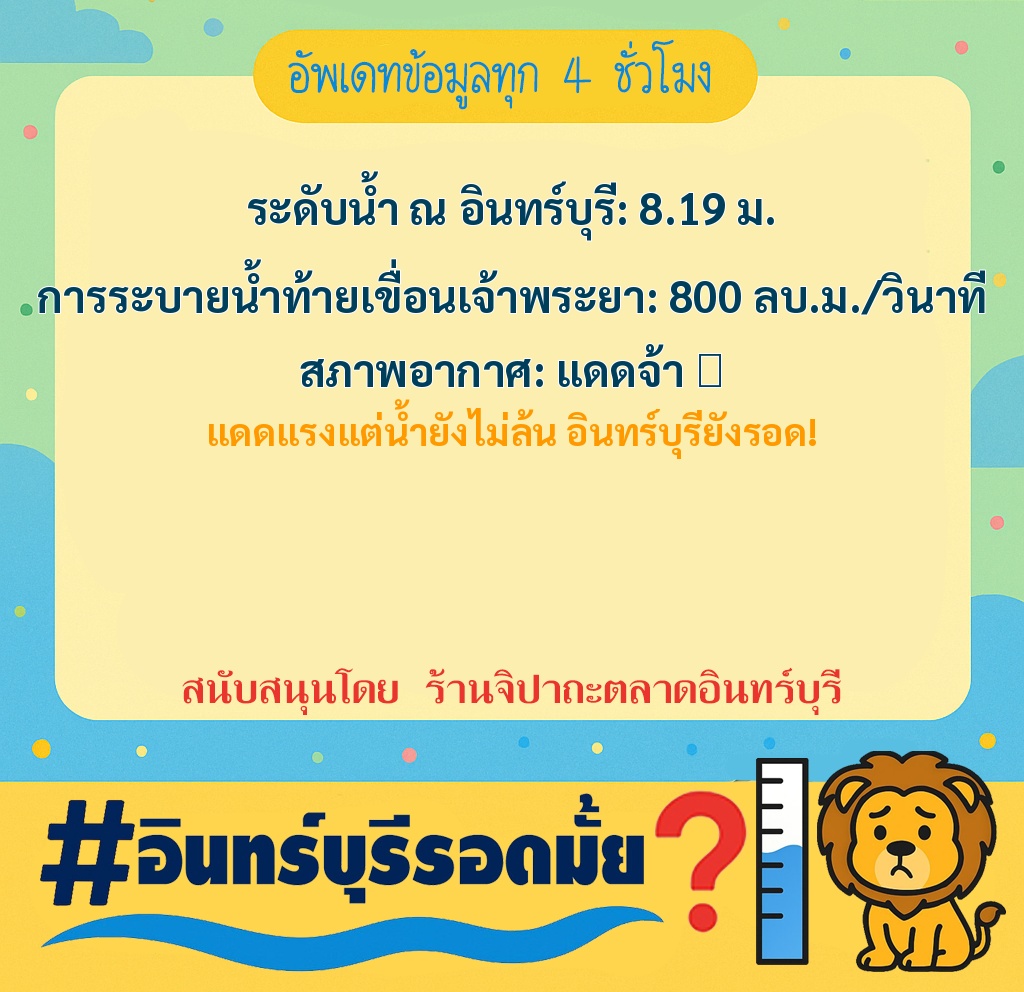 อัพเดทข้อมูลทุก 4 ชั่วโมง
ระดับน้ำ ณ อินทร์บุรี: 8.19 ม.
การระบายน้ำท้ายเขื่อนเจ้าพระยา: 800 ลบ.ม./วินาที
สภาพอากาศ: แดดจ้า
แดดแรงแต่น้ำยังไม่ล้น อินทร์บุรียังรอด!
สนับสนุนโดย ร้านจิปาถะตลาดอินทร์บุรี
#อินทร์บุรีรอดมั้ย?